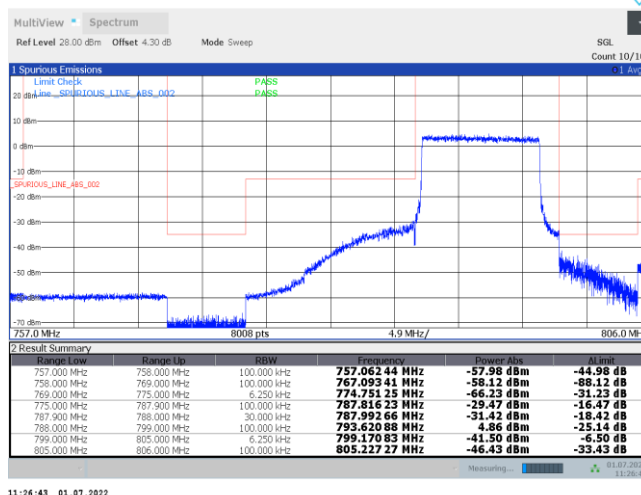 MultiView Spectrum
Ref Level 28.00 dBm Offset 4.30 dB Mode Sweep SGL
Count 10/10
1 Spurious Emissions 1 Avg
Limit Check PASS
Line _SPURIOUS_LINE_ABS_002 PASS
20 dBm
10 dBm
0 dBm
-10 dBm
_SPURIOUS_LINE_ABS_002
-20 dBm
-30 dBm
-40 dBm
-50 dBm
-70 dBm
757.0 MHz 8008 pts 4.9 MHz/ 806.0 M
2 Result Summary
Range Low Range Up RBW Frequency Power Abs ΔLimit
757.000 MHz 758.000 MHz 100.000 kHz 757.062 44 MHz -57.98 dBm -44.98 dB
758.000 MHz 769.000 MHz 100.000 kHz 767.093 41 MHz -58.12 dBm -88.12 dB
769.000 MHz 775.000 MHz 6.250 kHz 774.751 25 MHz -66.23 dBm -31.23 dB
775.000 MHz 787.900 MHz 100.000 kHz 787.816 23 MHz -29.47 dBm -16.47 dB
787.900 MHz 788.000 MHz 30.000 kHz 787.992 66 MHz -31.42 dBm -18.42 dB
788.000 MHz 799.000 MHz 100.000 kHz 793.620 88 MHz 4.86 dBm -25.14 dB
799.000 MHz 805.000 MHz 6.250 kHz 799.170 83 MHz -41.50 dBm -6.50 dB
805.000 MHz 806.000 MHz 100.000 kHz 805.227 27 MHz -46.43 dBm -33.43 dB
Measuring... 01.07.202
11:26:4
11:26:43 01.07.2022